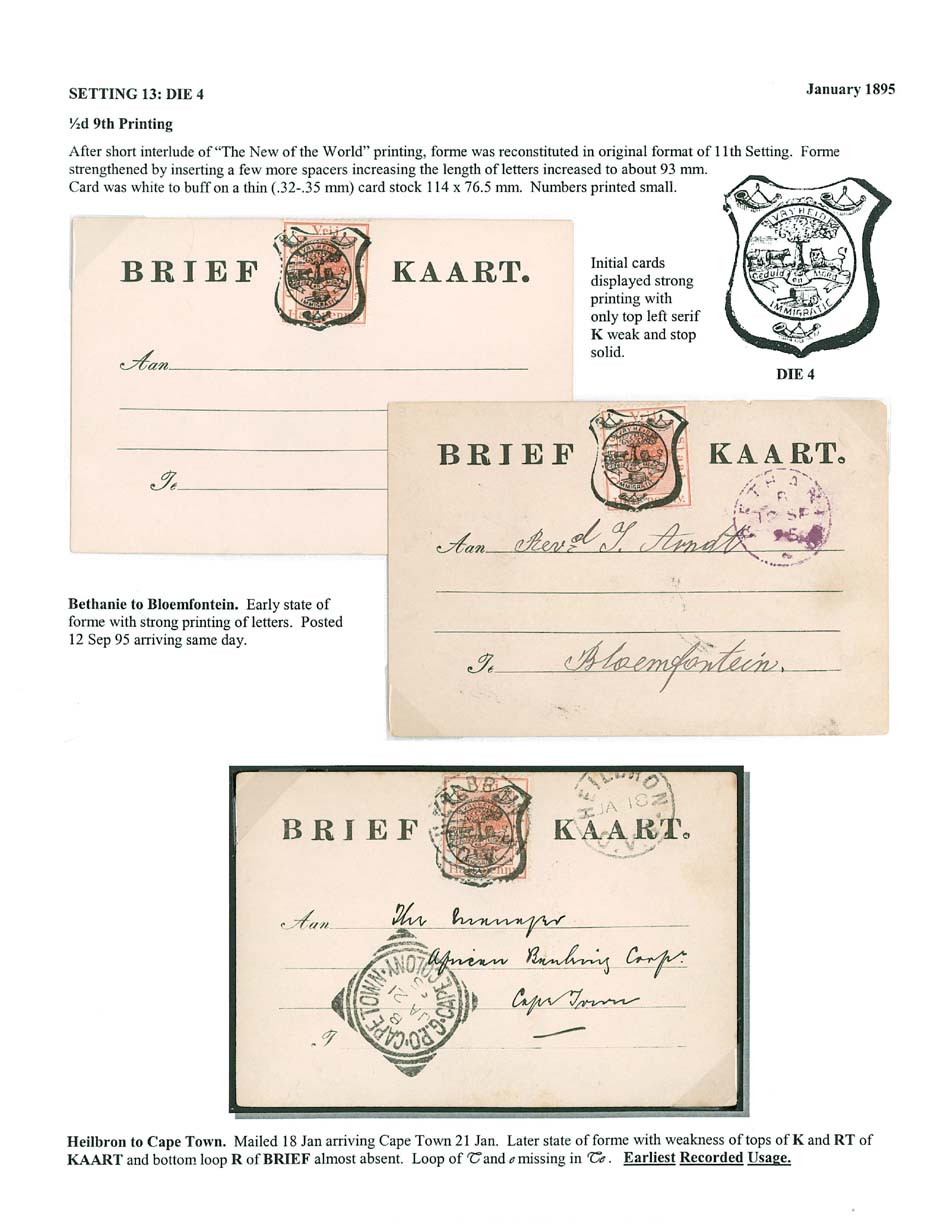 SETTING 13: DIE 4
January 1895
½d 9th Printing
After short interlude of “The New of the World” printing, forme was reconstituted in original format of 11th Setting. Forme
strengthened by inserting a few more spacers increasing the length of letters increased to about 93 mm.
Card was white to buff on a thin (.32-.35 mm) card stock 114 x 76.5 mm. Numbers printed small.
BRIEF KAART.
Aan
Te
Initial cards
displayed strong
printing with
only top left serif
K weak and stop
solid.
VRYHEID
Geduld en Moed
IMMIGRATIE
DIE 4
BRIEF KAART.
VRYHEID
IMMIGRATIE
Aan Revd J. Arndt
Te Bloemfontein.
Bethanie to Bloemfontein. Early state of
forme with strong printing of letters. Posted
12 Sep 95 arriving same day.
BRIEF KAART.
HEILBRON
JA 18
Aan The Manager
African Banking Corpn.
Cape Town
T
G.P.O. CAPE TOWN. CAPE COLONY
JA
21
Heilbron to Cape Town. Mailed 18 Jan arriving Cape Town 21 Jan. Later state of forme with weakness of tops of K and RT of
KAART and bottom loop R of BRIEF almost absent. Loop of T and e missing in Te. Earliest Recorded Usage.